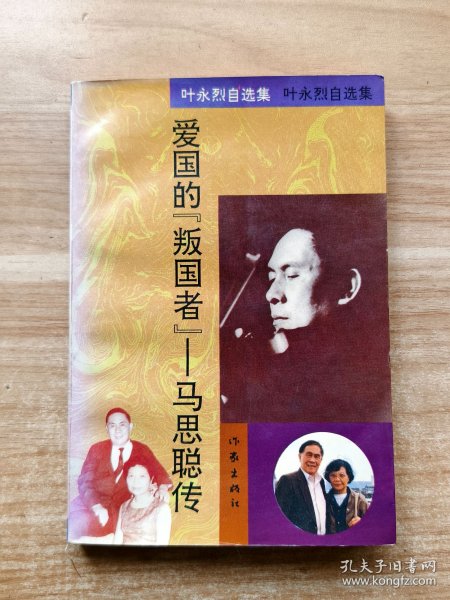 叶永烈自选集 叶永烈自选集
爱国的『叛国者』—马思聪传
作家出版社
孔夫子旧书网
www.kongfz.com